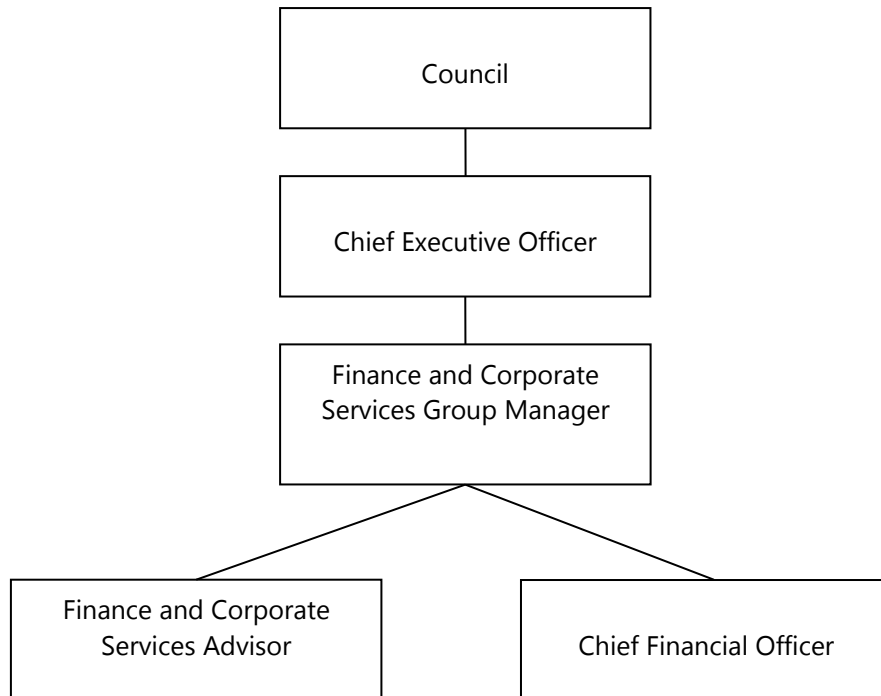 Council
Chief Executive Officer
Finance and Corporate
Services Group Manager
Finance and Corporate
Services Advisor
Chief Financial Officer